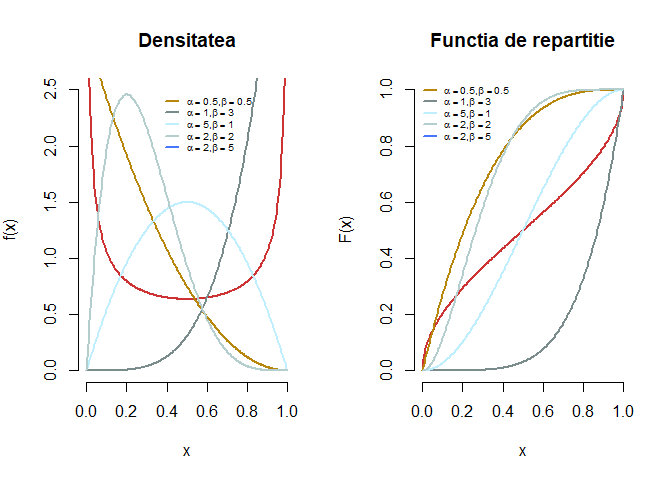 Densitatea
f(x)
2.5
2.0
1.5
1.0
0.5
0.0
α = 0.5,β = 0.5
α = 1,β = 3
α = 5,β = 1
α = 2,β = 2
α = 2,β = 5
0.0 0.2 0.4 0.6 0.8 1.0
x
Functia de repartitie
F(x)
1.0
0.8
0.6
0.4
0.2
0.0
α = 0.5,β = 0.5
α = 1,β = 3
α = 5,β = 1
α = 2,β = 2
α = 2,β = 5
0.0 0.2 0.4 0.6 0.8 1.0
x